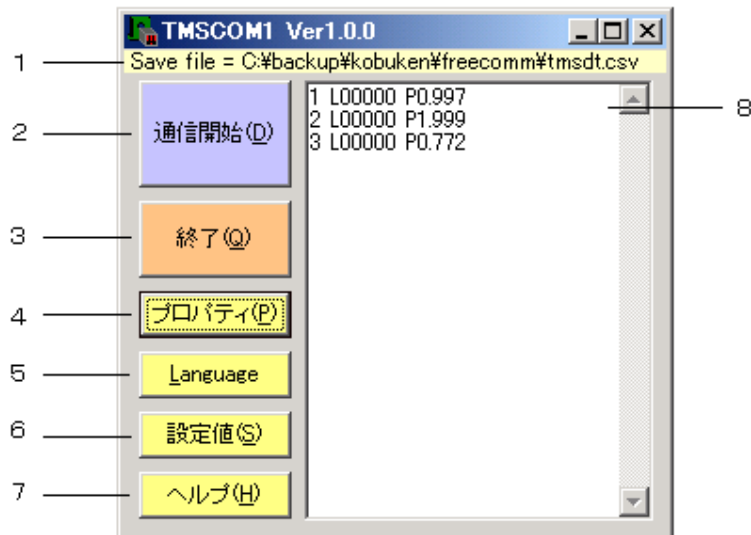 TMSCOM1 Ver1.0.0
1 Save file = C:¥backup¥kobuken¥freecomm¥tmsdt.csv
1 L00000 P0.997
2 L00000 P1.999
3 L00000 P0.772
8
2 通信開始(D)
3 終了(Q)
4 プロパティ(P)
5 Language
6 設定値(S)
7 ヘルプ(H)